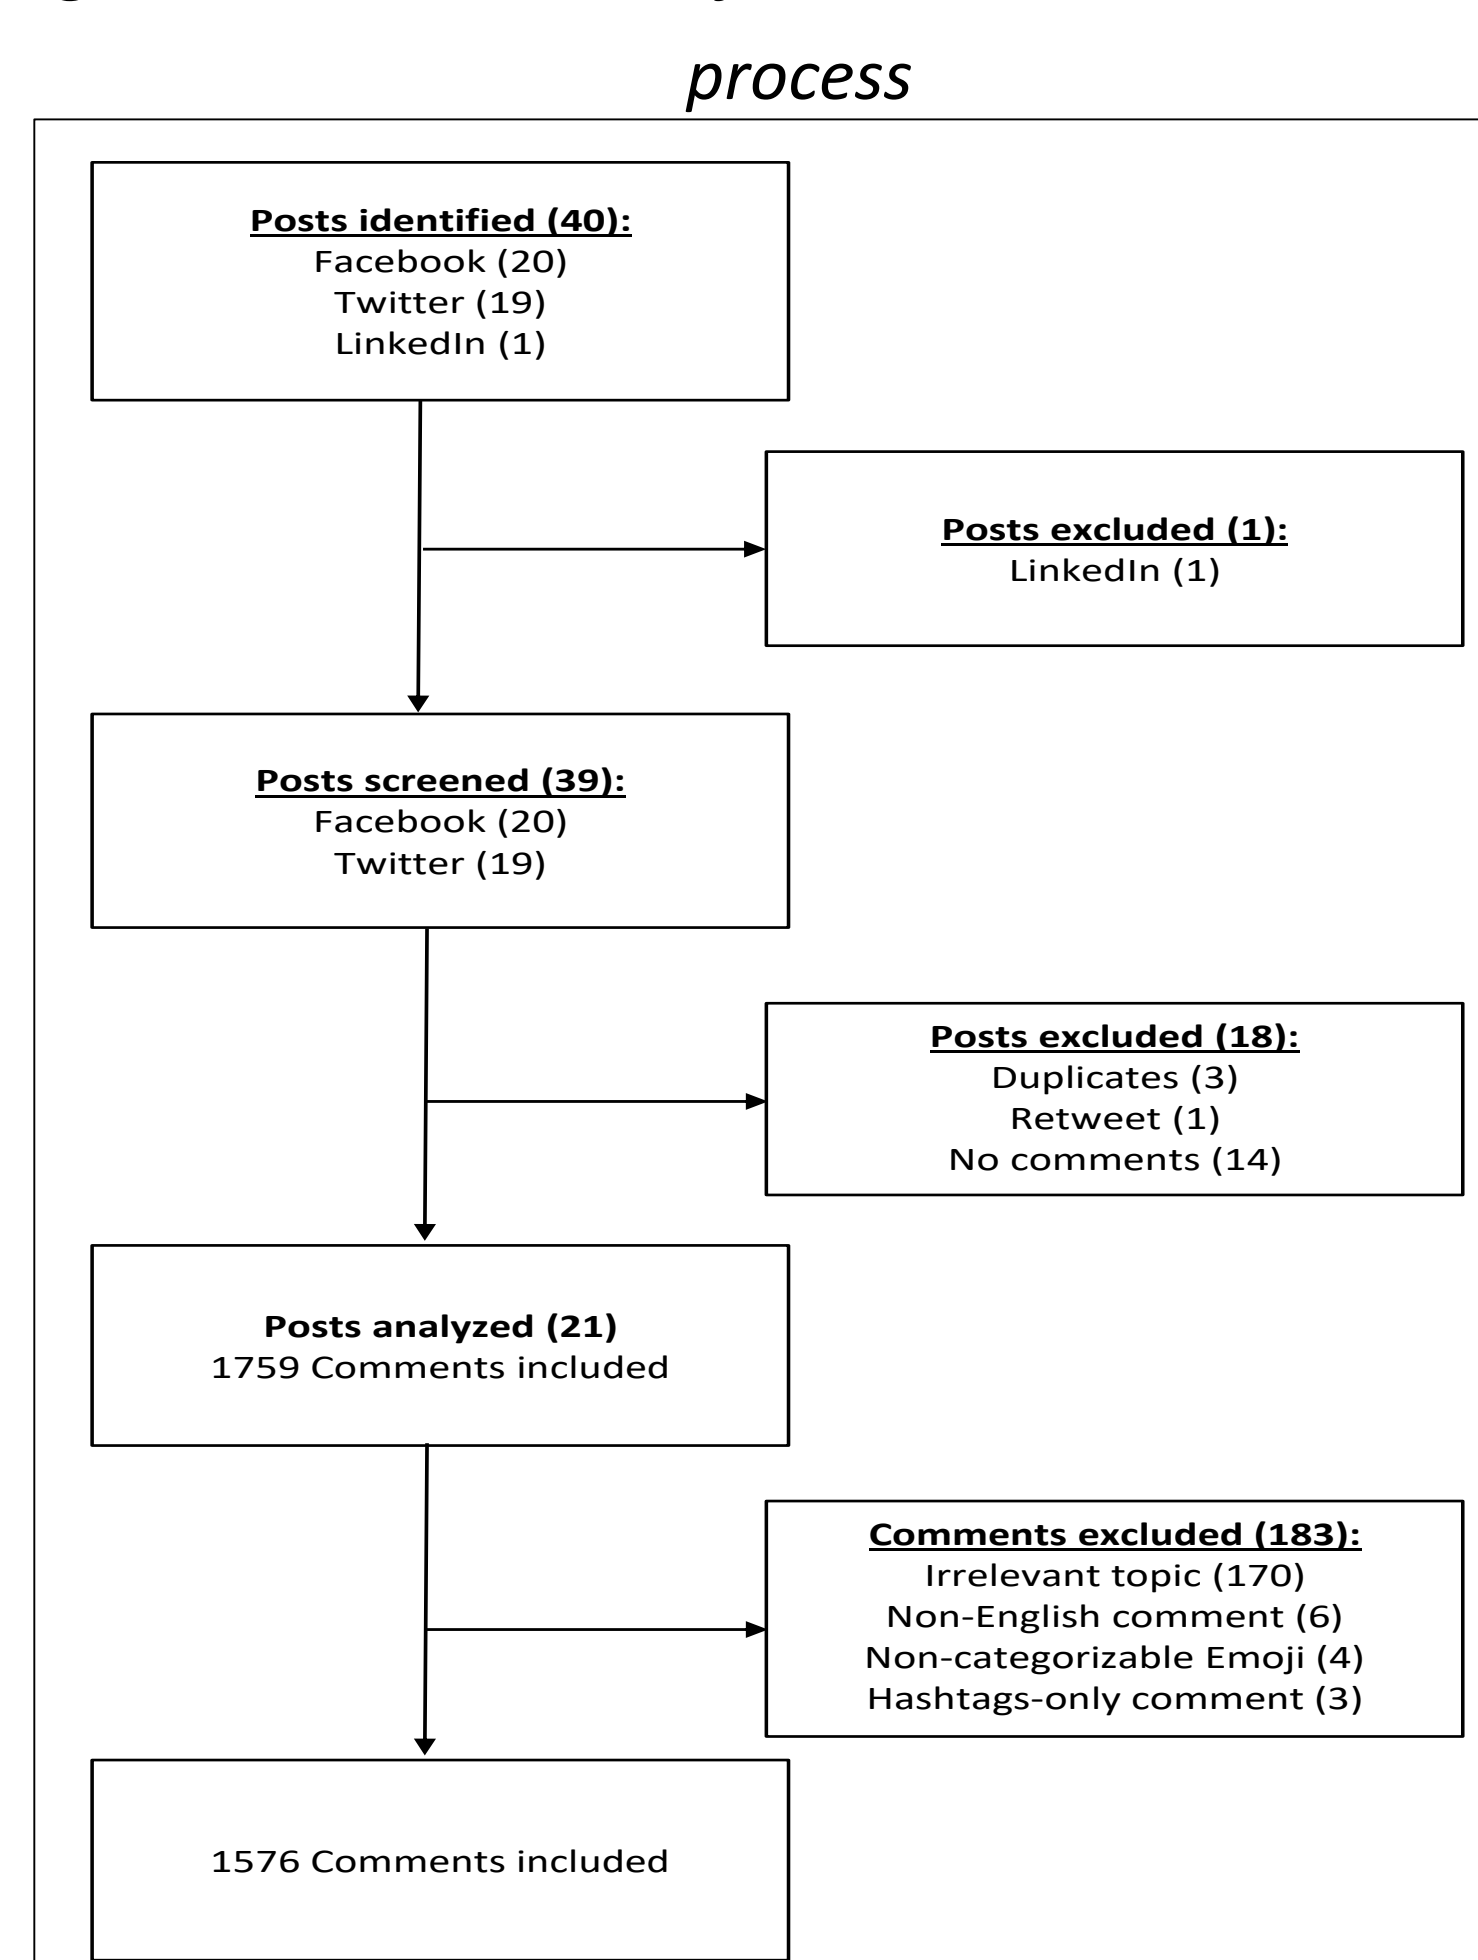 process
Posts identified (40):
Facebook (20)
Twitter (19)
LinkedIn (1)
Posts excluded (1):
LinkedIn (1)
Posts screened (39):
Facebook (20)
Twitter (19)
Posts excluded (18):
Duplicates (3)
Retweet (1)
No comments (14)
Posts analyzed (21)
1759 Comments included
Comments excluded (183):
Irrelevant topic (170)
Non-English comment (6)
Non-categorizable Emoji (4)
Hashtags-only comment (3)
1576 Comments included